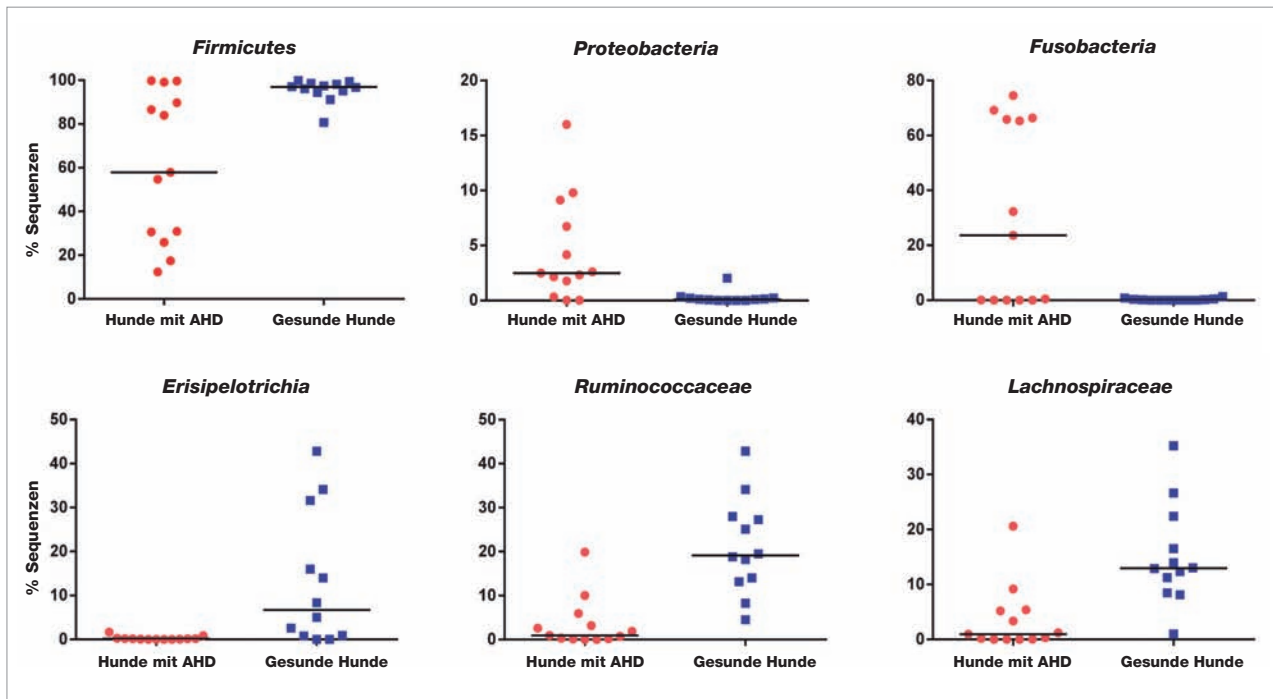 Firmicutes
Proteobacteria
Fusobacteria
% Sequenzen
100
80
60
40
20
0
Hunde mit AHD
Gesunde Hunde
20
15
10
5
0
Hunde mit AHD
Gesunde Hunde
80
60
40
20
0
Hunde mit AHD
Gesunde Hunde
Erisipelotrichia
Ruminococcaceae
Lachnospiraceae
% Sequenzen
50
40
30
20
10
0
Hunde mit AHD
Gesunde Hunde
50
40
30
20
10
0
Hunde mit AHD
Gesunde Hunde
40
30
20
10
0
Hunde mit AHD
Gesunde Hunde